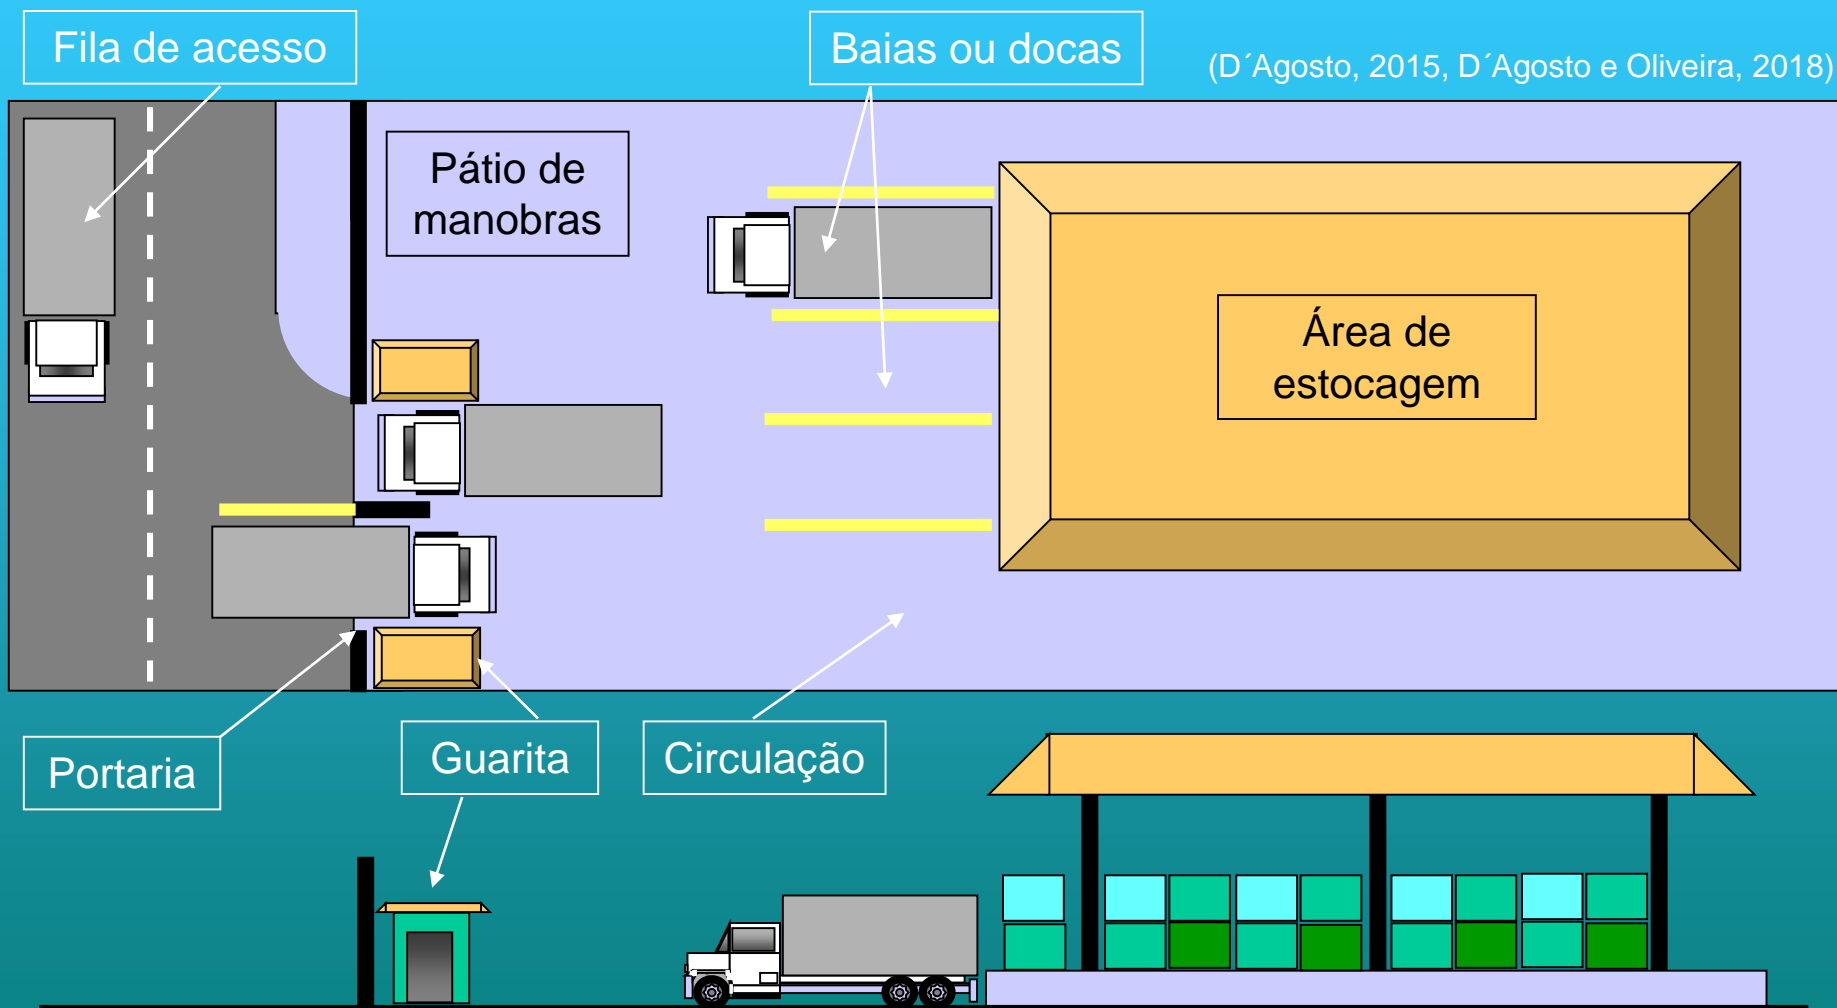 Fila de acesso
Baias ou docas
(D´Agosto, 2015, D´Agosto e Oliveira, 2018)
Pátio de
manobras
Área de
estocagem
Portaria
Guarita
Circulação